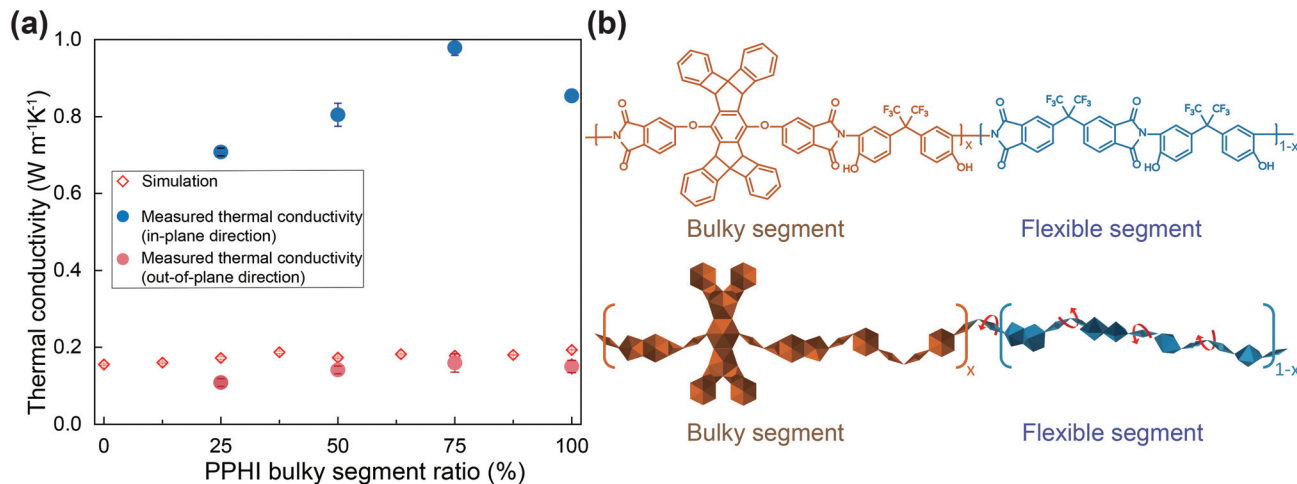 (a)
Thermal conductivity (W m⁻¹K⁻¹)
1.0
0.8
0.6
0.4
0.2
0.0
Simulation
Measured thermal conductivity
(in-plane direction)
Measured thermal conductivity
(out-of-plane direction)
0 25 50 75 100
PPHI bulky segment ratio (%)
(b)
O O O O F₃C CF₃ F₃C CF₃ O O F₃C CF₃
N O O N N N
O O HO OH x O O HO OH 1-x
Bulky segment Flexible segment
x 1-x
Bulky segment Flexible segment